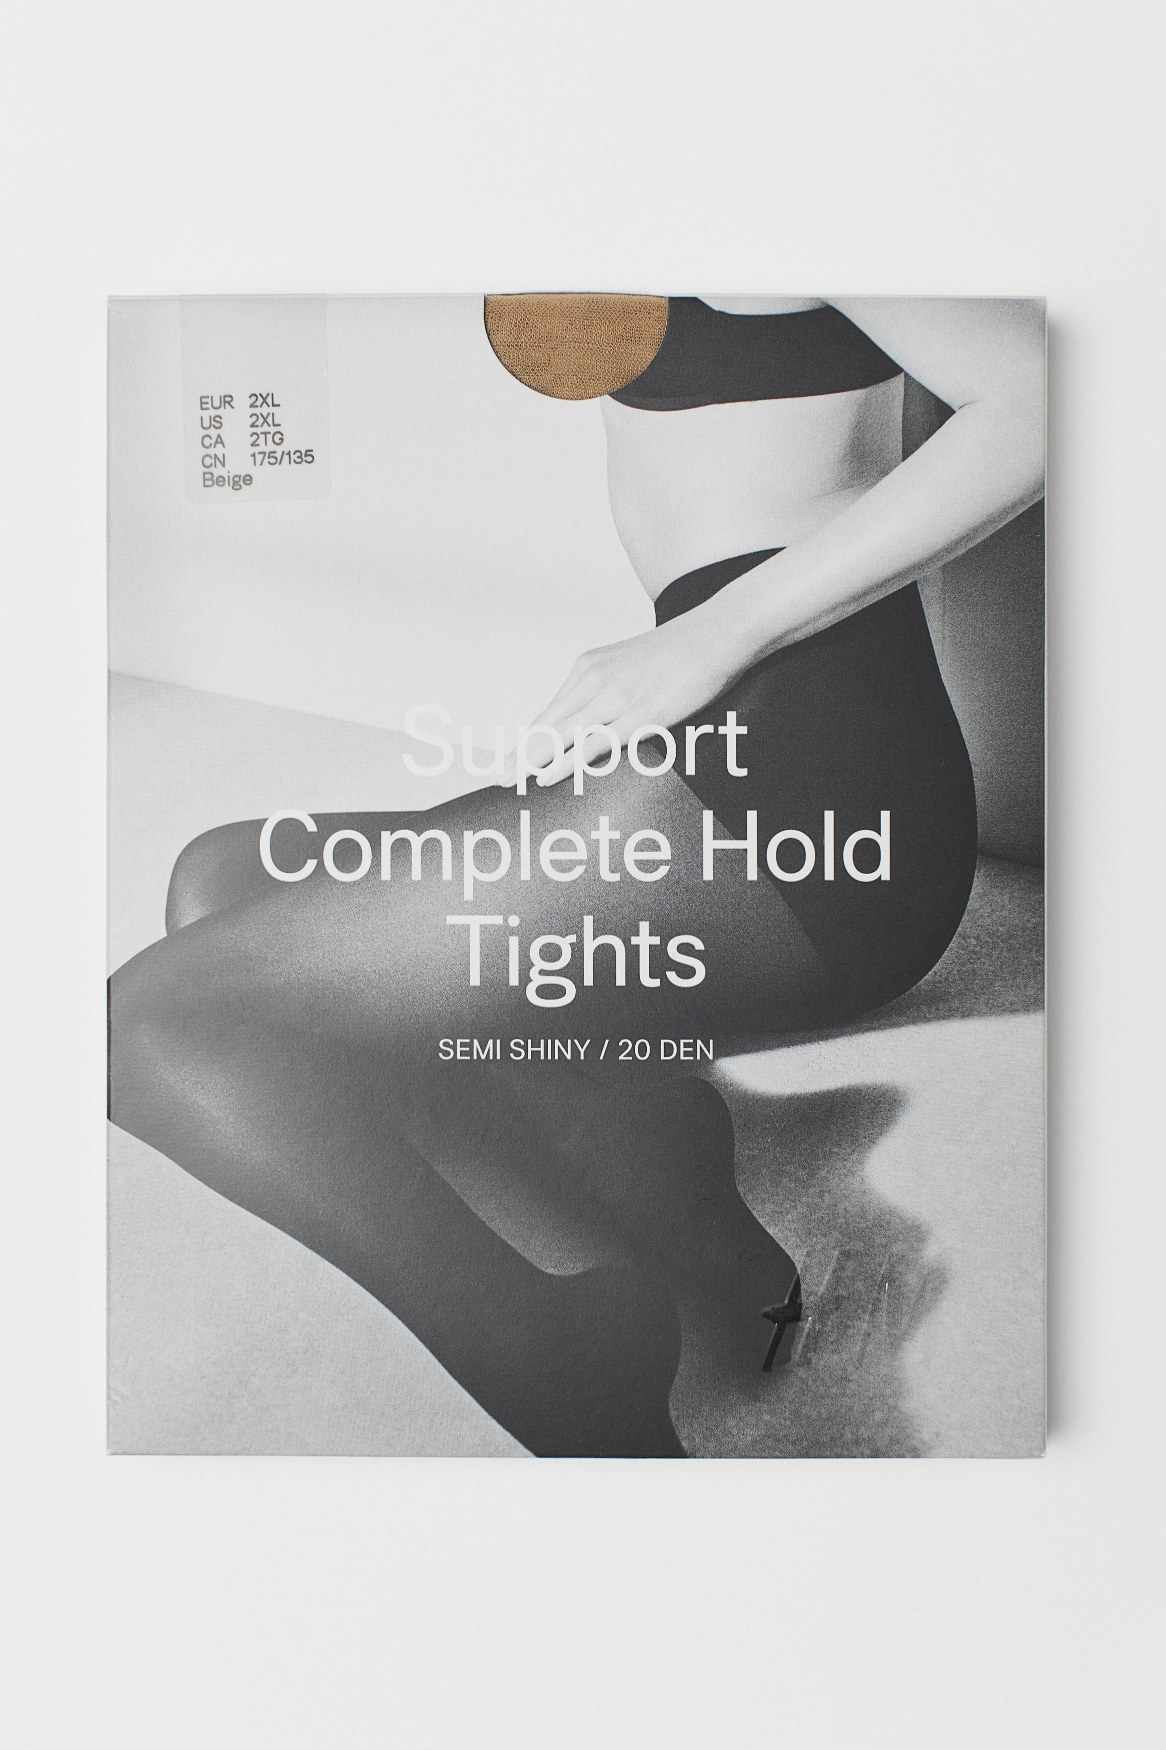 EUR 2XL
US 2XL
CA 2TG
CN 175/135
Beige
Support
Complete Hold
Tights
SEMI SHINY / 20 DEN